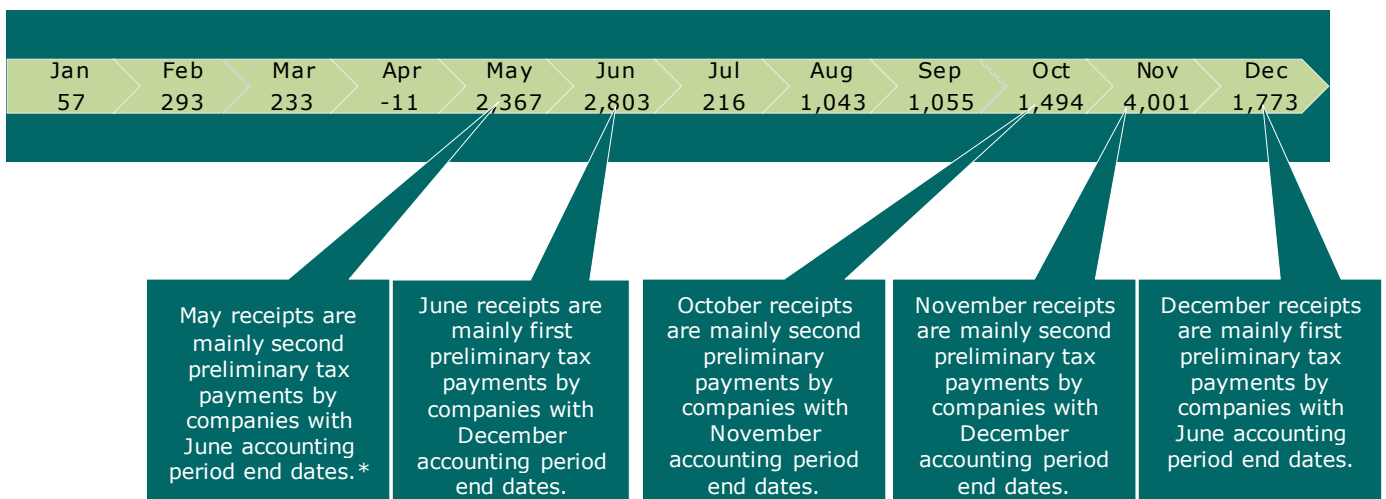 Jan Feb Mar Apr May Jun Jul Aug Sep Oct Nov Dec
57 293 233 -11 2,367 2,803 216 1,043 1,055 1,494 4,001 1,773
May receipts are
mainly second
preliminary tax
payments by
companies with
June accounting
period end dates.*
June receipts are
mainly first
preliminary tax
payments by
companies with
December
accounting period
end dates.
October receipts
are mainly second
preliminary
payments by
companies with
November
accounting period
end dates.
November receipts
are mainly second
preliminary tax
payments by
companies with
December
accounting period
end dates.
December receipts
are mainly first
preliminary tax
payments by
companies with
June accounting
period end dates.